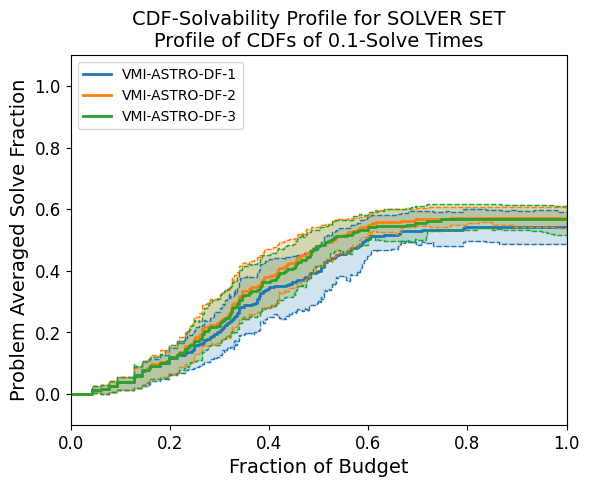 CDF-Solvability Profile for SOLVER SET
Profile of CDFs of 0.1-Solve Times
VMI-ASTRO-DF-1
VMI-ASTRO-DF-2
VMI-ASTRO-DF-3
Problem Averaged Solve Fraction
1.0
0.8
0.6
0.4
0.2
0.0
0.0 0.2 0.4 0.6 0.8 1.0
Fraction of Budget